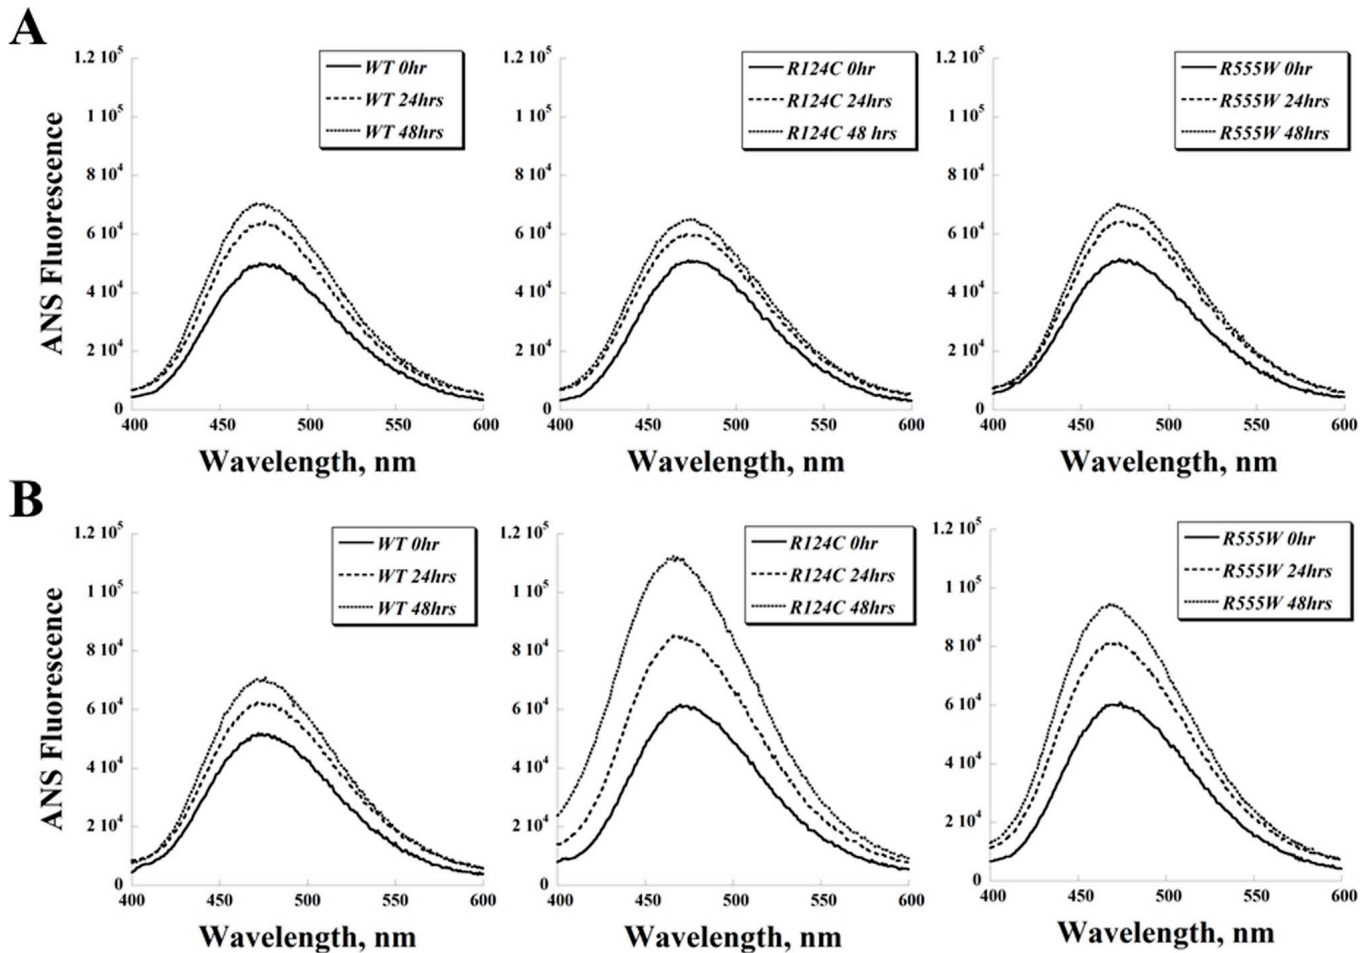 A
ANS Fluorescence
1.2 10⁵
1 10⁵
8 10⁴
6 10⁴
4 10⁴
2 10⁴
0
WT 0hr
WT 24hrs
WT 48hrs
400 450 500 550 600
Wavelength, nm
1.2 10⁵
1 10⁵
8 10⁴
6 10⁴
4 10⁴
2 10⁴
0
R124C 0hr
R124C 24hrs
R124C 48 hrs
400 450 500 550 600
Wavelength, nm
1.2 10⁵
1 10⁵
8 10⁴
6 10⁴
4 10⁴
2 10⁴
0
R555W 0hr
R555W 24hrs
R555W 48hrs
400 450 500 550 600
Wavelength, nm
B
ANS Fluorescence
1.2 10⁵
1 10⁵
8 10⁴
6 10⁴
4 10⁴
2 10⁴
0
WT 0hr
WT 24hrs
WT 48hrs
400 450 500 550 600
Wavelength, nm
1.2 10⁵
1 10⁵
8 10⁴
6 10⁴
4 10⁴
2 10⁴
0
R124C 0hr
R124C 24hrs
R124C 48hrs
400 450 500 550 600
Wavelength, nm
1.2 10⁵
1 10⁵
8 10⁴
6 10⁴
4 10⁴
2 10⁴
0
R555W 0hr
R555W 24hrs
R555W 48hrs
400 450 500 550 600
Wavelength, nm